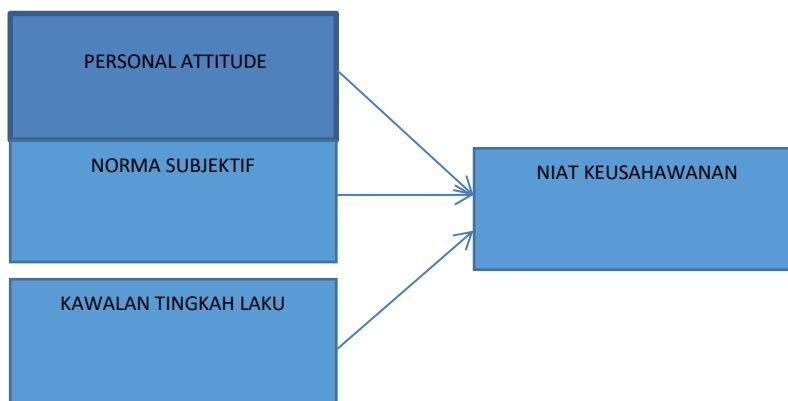 PERSONAL ATTITUDE
NORMA SUBJEKTIF
NIAT KEUSAHAWANAN
KAWALAN TINGKAH LAKU